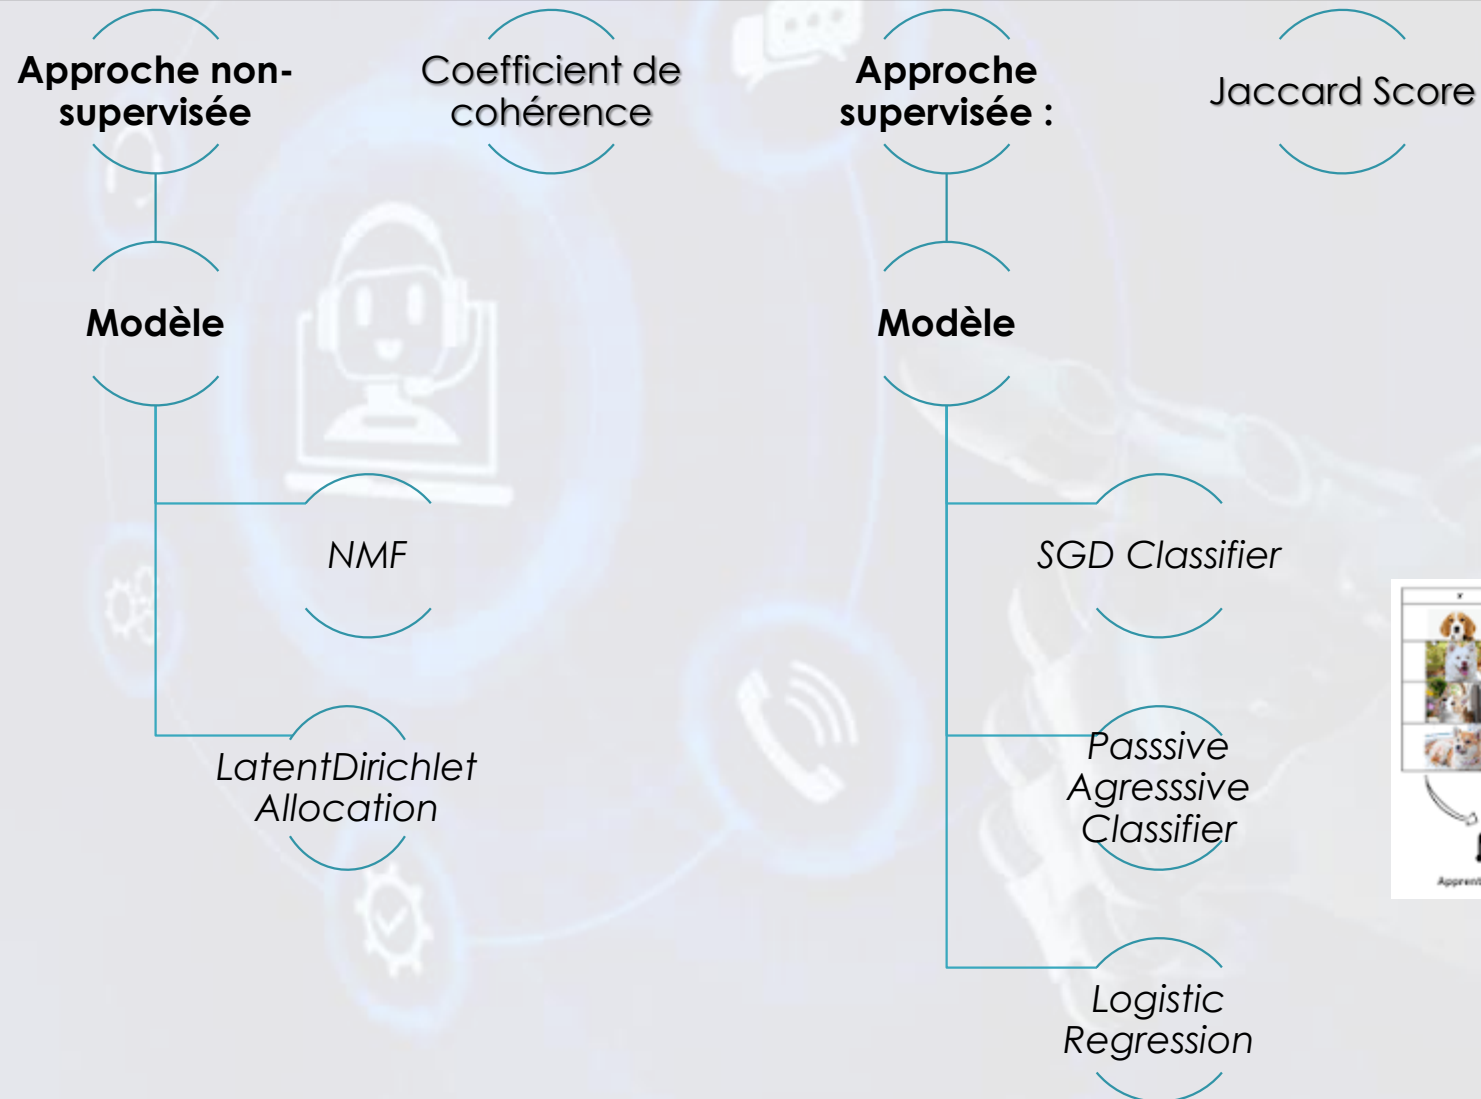 Approche non-
supervisée
Coefficient de
cohérence
Approche
supervisée :
Jaccard Score
Modèle
Modèle
NMF
SGD Classifier
LatentDirichlet
Allocation
Passsive
Agresssive
Classifier
Logistic
Regression